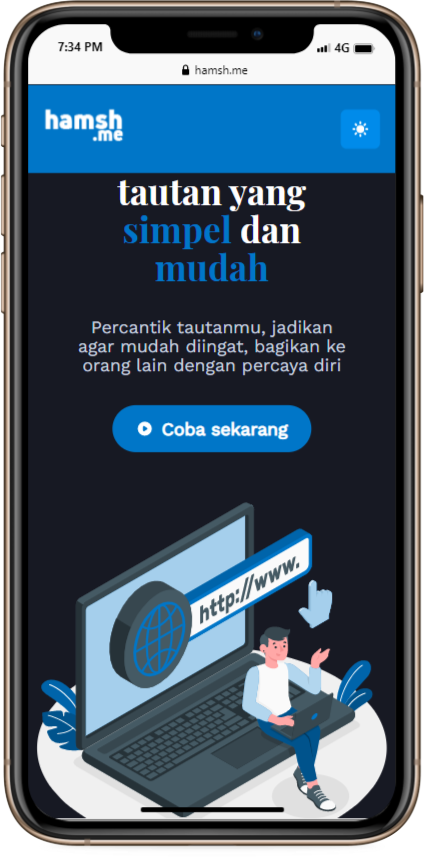 7:34 PM
4G
hamsh.me
hamsh
.me
tautan yang
simpel dan
mudah
Percantik tautanmu, jadikan
agar mudah diingat, bagikan ke
orang lain dengan percaya diri
Coba sekarang
http://www.